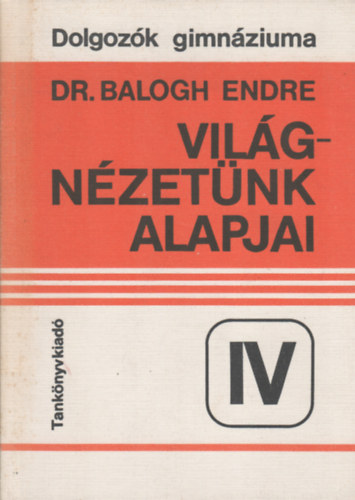 Dolgozók gimnáziuma
DR. BALOGH ENDRE
VILÁG-
NÉZETÜNK
ALAPJAI
Tankönyvkiadó
IV